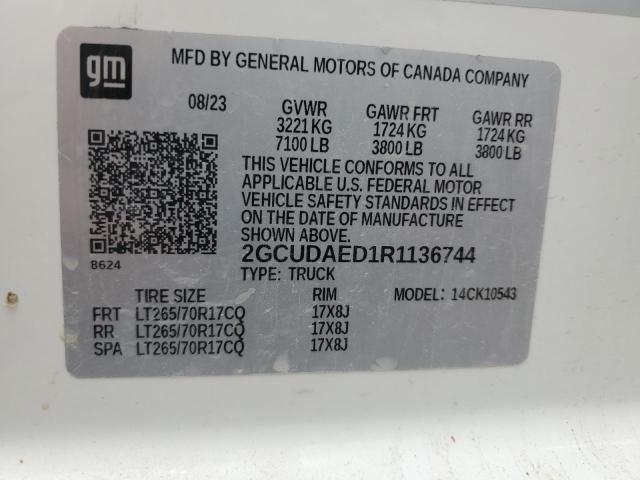 gm
MFD BY GENERAL MOTORS OF CANADA COMPANY
08/23 GVWR GAWR FRT GAWR RR
3221 KG 1724 KG 1724 KG
7100 LB 3800 LB 3800 LB
THIS VEHICLE CONFORMS TO ALL
APPLICABLE U.S. FEDERAL MOTOR
VEHICLE SAFETY STANDARDS IN EFFECT
ON THE DATE OF MANUFACTURE
SHOWN ABOVE.
2GCUDAED1R1136744
8624 TYPE: TRUCK
TIRE SIZE RIM MODEL: 14CK10543
FRT LT265/70R17CQ 17X8J
RR LT265/70R17CQ 17X8J
SPA LT265/70R17CQ 17X8J